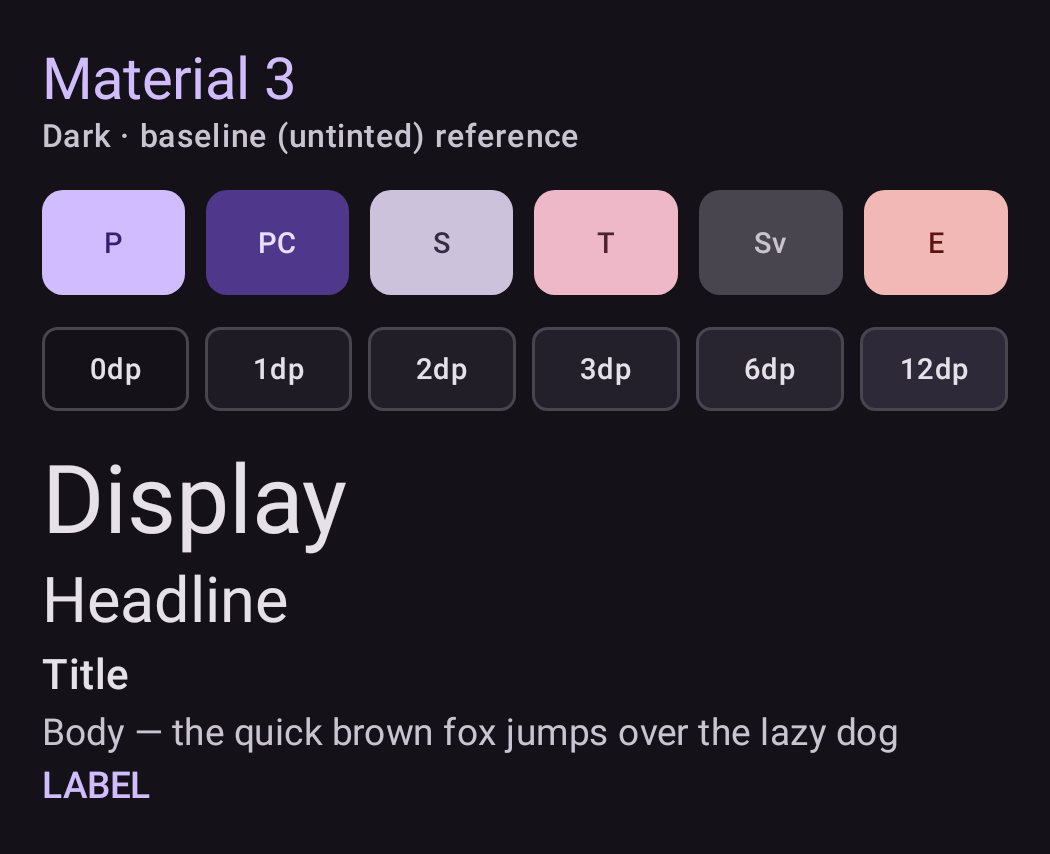 Material 3
Dark · baseline (untinted) reference
P PC S T Sv E
0dp 1dp 2dp 3dp 6dp 12dp
Display
Headline
Title
Body — the quick brown fox jumps over the lazy dog
LABEL